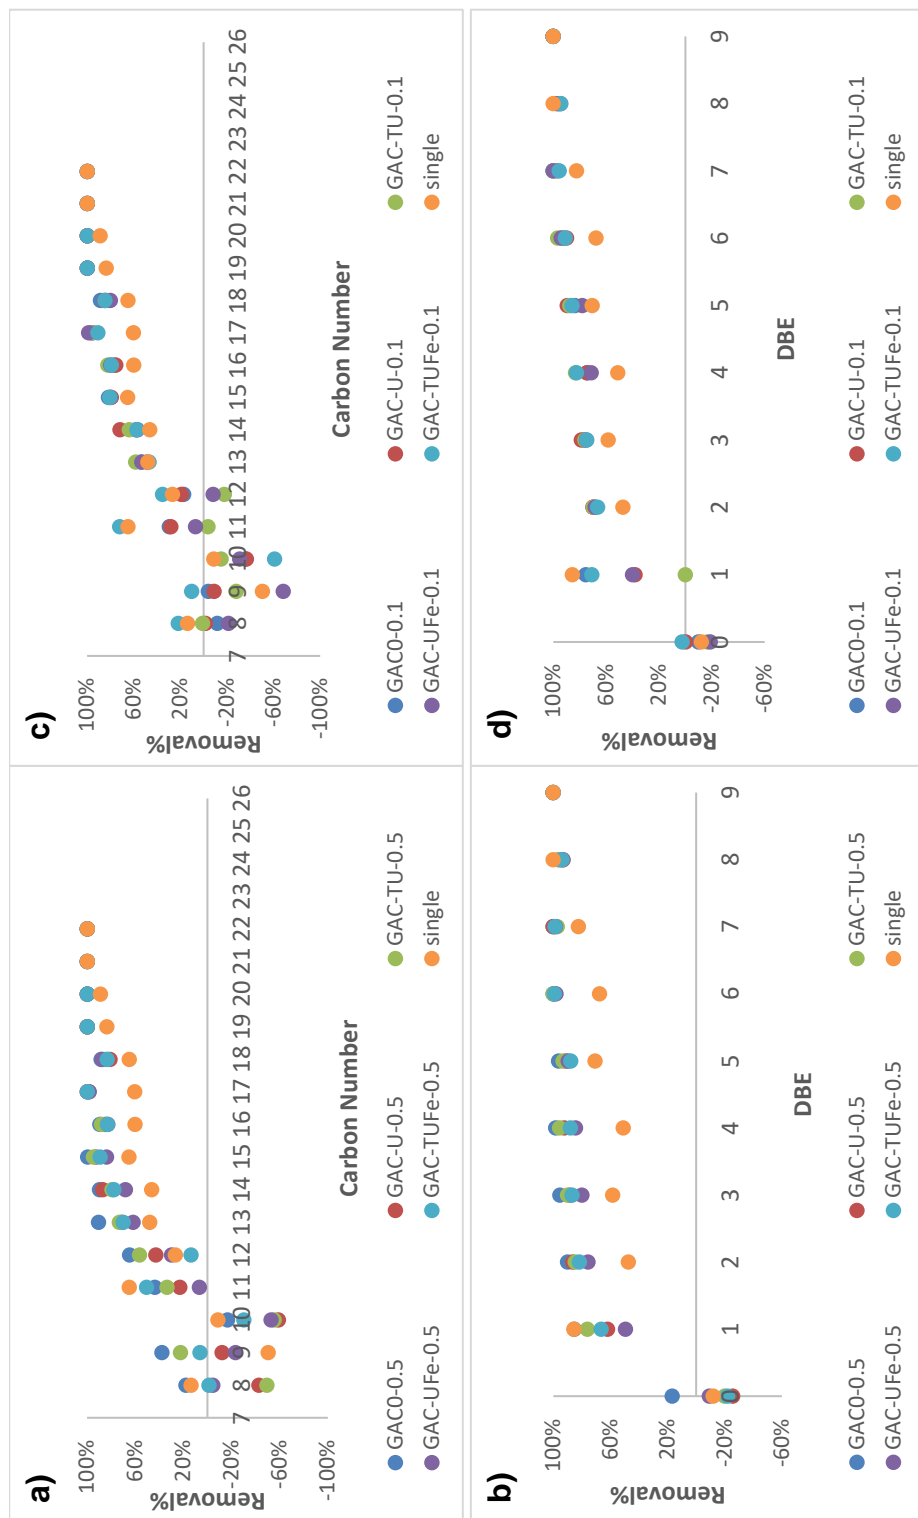 a)
Removal%
100%
60%
20%
-20%
-60%
-100%
7 8 9 10 11 12 13 14 15 16 17 18 19 20 21 22 23 24 25 26
Carbon Number
GAC0-0.5 GAC-U-0.5 GAC-TU-0.5
GAC-UFe-0.5 GAC-TUFe-0.5 single
c)
Removal%
100%
60%
20%
-20%
-60%
-100%
7 8 9 10 11 12 13 14 15 16 17 18 19 20 21 22 23 24 25 26
Carbon Number
GAC0-0.1 GAC-U-0.1 GAC-TU-0.1
GAC-UFe-0.1 GAC-TUFe-0.1 single
b)
Removal%
100%
60%
20%
-20%
-60%
0 1 2 3 4 5 6 7 8 9
DBE
GAC0-0.5 GAC-U-0.5 GAC-TU-0.5
GAC-UFe-0.5 GAC-TUFe-0.5 single
d)
Removal%
100%
60%
20%
-20%
-60%
0 1 2 3 4 5 6 7 8 9
DBE
GAC0-0.1 GAC-U-0.1 GAC-TU-0.1
GAC-UFe-0.1 GAC-TUFe-0.1 single